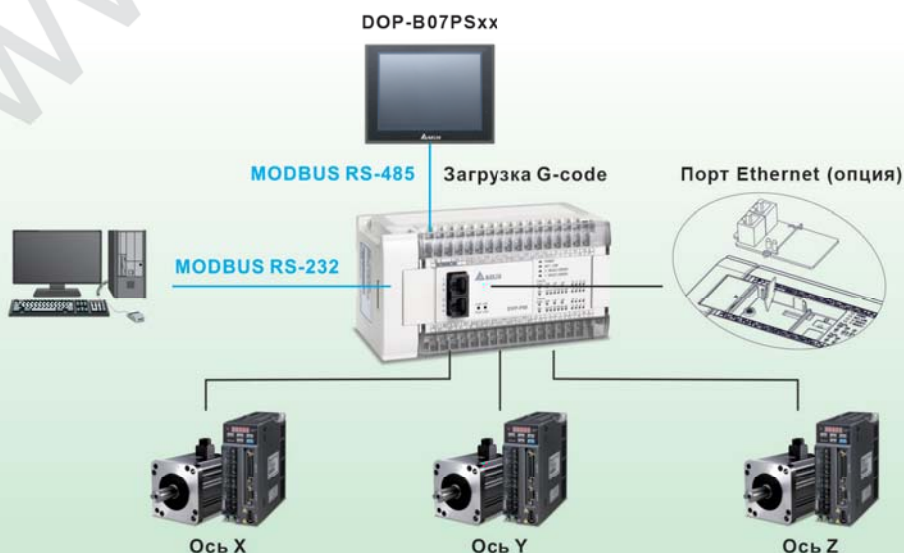 DOP-B07PSxx
MODBUS RS-485
Загрузка G-code
Порт Ethernet (опция)
MODBUS RS-232
Ось X
Ось Y
Ось Z